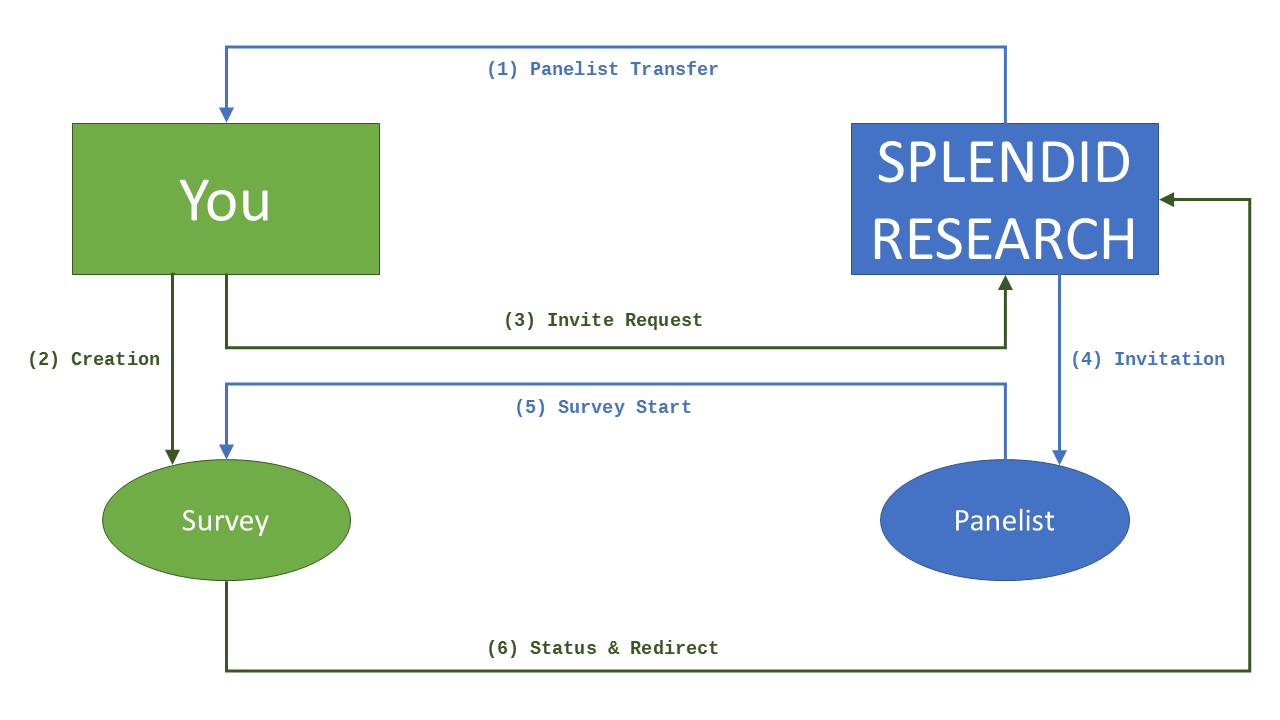 (1) Panelist Transfer
You
SPLENDID
RESEARCH
(3) Invite Request
(2) Creation
(4) Invitation
(5) Survey Start
Survey
Panelist
(6) Status & Redirect